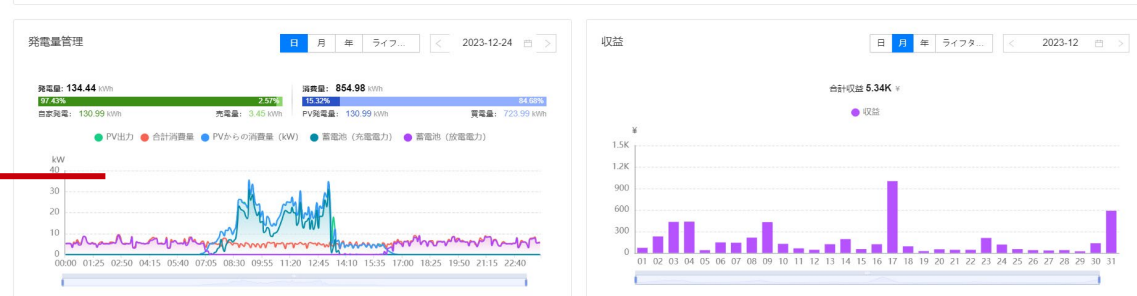 発電量管理
日 月 年 ライフ... < 2023-12-24 >
発電量: 134.44 kWh
97.43% 2.57%
自家発電: 130.99 kWh 売電量: 3.45 kWh
消費量: 854.98 kWh
15.32% 84.68%
PV発電量: 130.99 kWh 買電量: 723.99 kWh
PV出力 合計消費量 PVからの消費量 (kW) 蓄電池 (充電電力) 蓄電池 (放電電力)
kW
40
30
20
10
0
00:00 01:25 02:50 04:15 05:40 07:05 08:30 09:55 11:20 12:45 14:10 15:35 17:00 18:25 19:50 21:15 22:40
収益
日 月 年 ライフタ... < 2023-12 >
合計収益 5.34K ¥
収益
¥
1.5K
1.2K
900
600
300
0
01 02 03 04 05 06 07 08 09 10 11 12 13 14 15 16 17 18 19 20 21 22 23 24 25 26 27 28 29 30 31